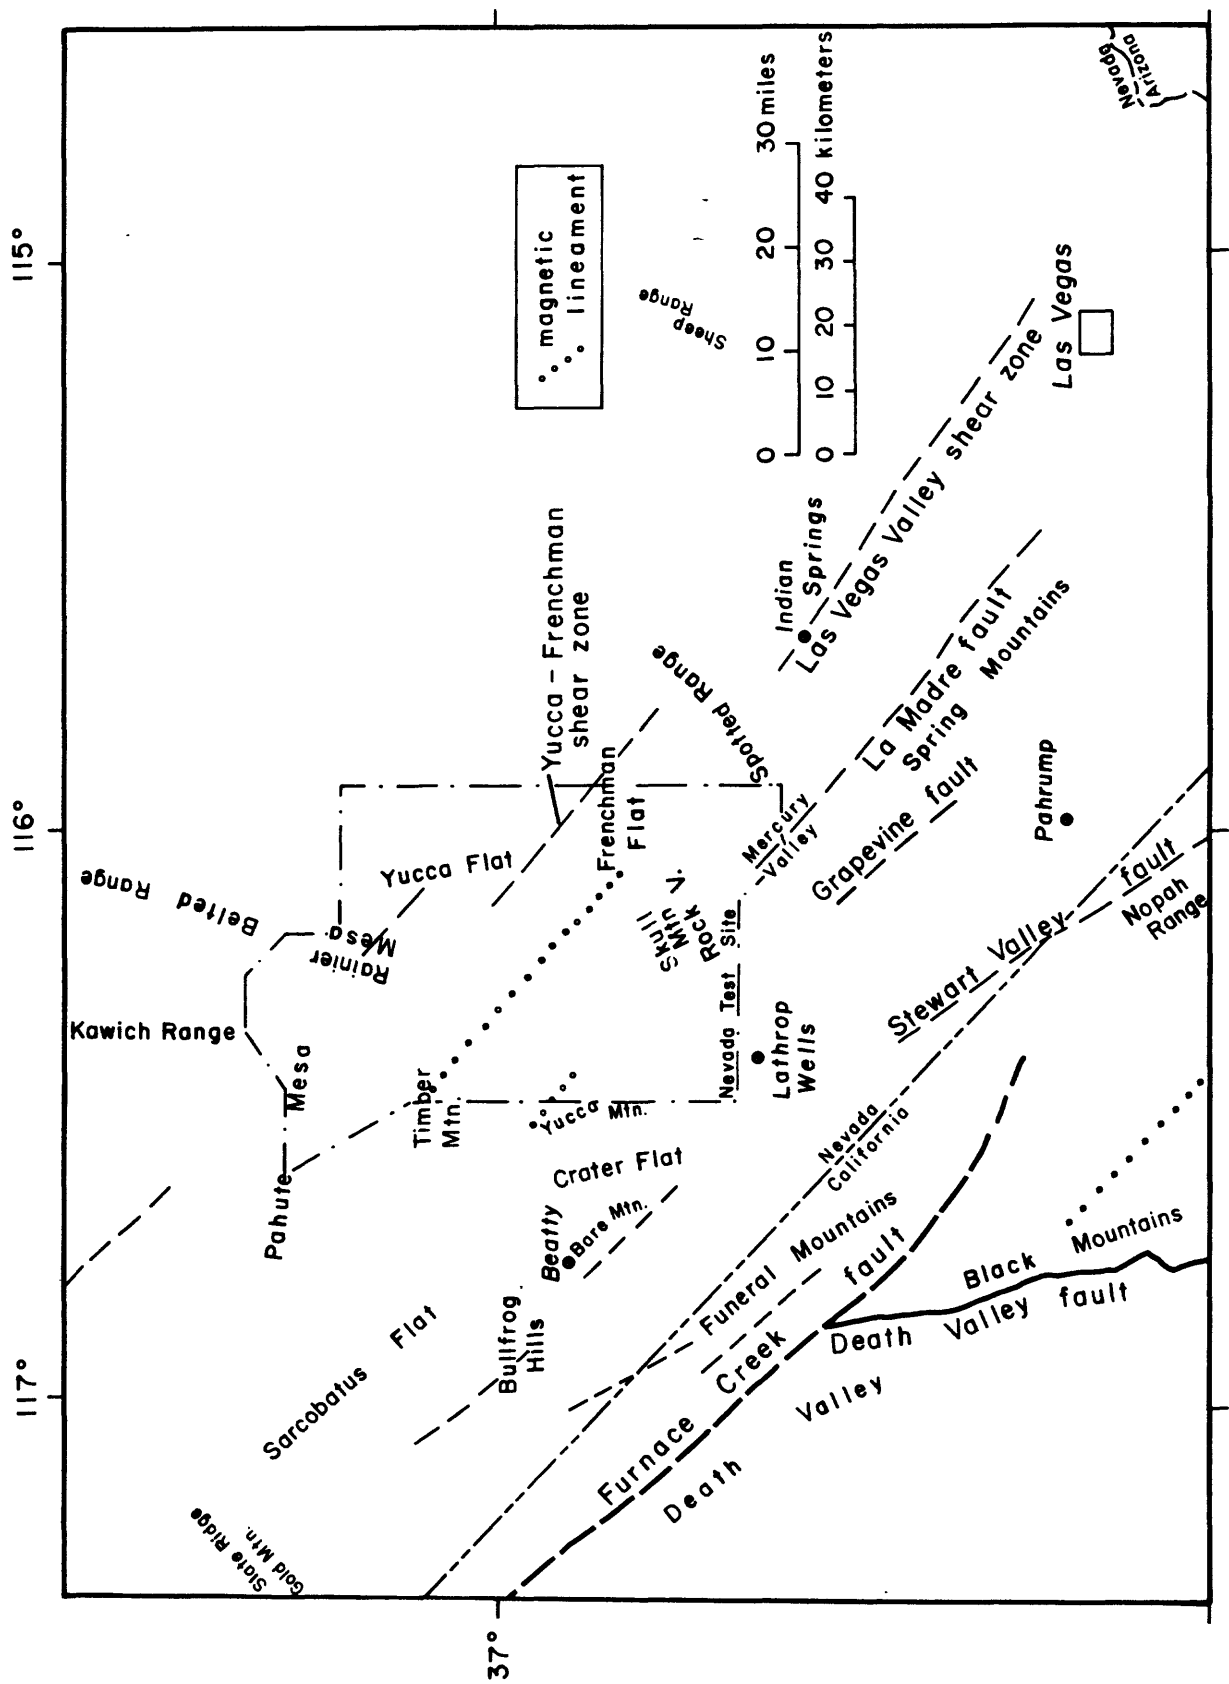 117°
116°
115°
37°
Kawich Range
Belted Range
Pahute
Mesa
Rainier
Mesa
Slate Ridge
Gold Mtn.
Sarcobatus Flat
Timber
Mtn.
Yucca Flat
Yucca - Frenchman
shear zone
magnetic
lineament
Bullfrog
Hills
Beatty
Bare Mtn.
Crater Flat
Yucca Mtn.
Frenchman
Flat
Skull
Mtn
Rock V.
Spotted Range
Sheep
Range
Nevada Test Site
Lathrop
Wells
Mercury
Valley
Indian
Springs
0 10 20 30 miles
0 10 20 30 40 kilometers
Las Vegas Valley shear zone
Las Vegas
La Madre fault
Spring Mountains
Grapevine fault
Pahrump
Stewart Valley fault
Nopah
Range
Nevada
California
Funeral Mountains
Furnace Creek fault
Death Valley
Death Valley fault
Black Mountains
Nevada
Arizona